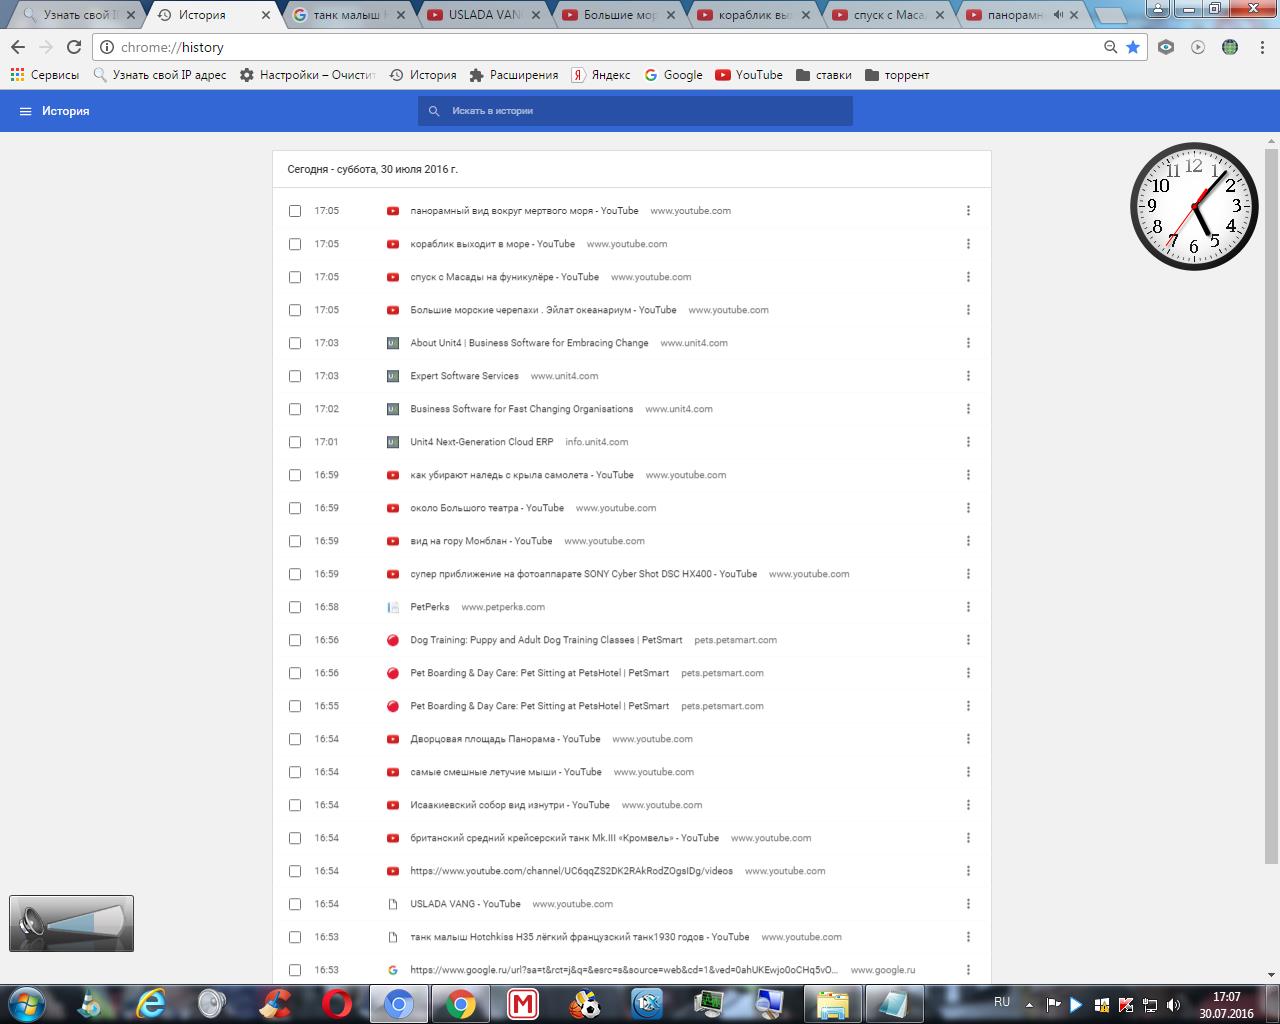 Узнать свой I
История
танк малыш H
USLADA VANG
Большие мор
кораблик вы
спуск с Масад
панорамн
chrome://history
Сервисы
Узнать свой IP адрес
Настройки – Очистит
История
Расширения
Яндекс
Google
YouTube
ставки
торрент
История
Искать в истории
Сегодня - суббота, 30 июля 2016 г.
17:05 панорамный вид вокруг мертвого моря - YouTube www.youtube.com
17:05 кораблик выходит в море - YouTube www.youtube.com
17:05 спуск с Масады на фуникулёре - YouTube www.youtube.com
17:05 Большие морские черепахи . Эйлат океанариум - YouTube www.youtube.com
17:03 About Unit4 | Business Software for Embracing Change www.unit4.com
17:03 Expert Software Services www.unit4.com
17:02 Business Software for Fast Changing Organisations www.unit4.com
17:01 Unit4 Next-Generation Cloud ERP info.unit4.com
16:59 как убирают наледь с крыла самолета - YouTube www.youtube.com
16:59 около Большого театра - YouTube www.youtube.com
16:59 вид на гору Монблан - YouTube www.youtube.com
16:59 супер приближение на фотоаппарате SONY Cyber Shot DSC HX400 - YouTube www.youtube.com
16:58 PetPerks www.petperks.com
16:56 Dog Training: Puppy and Adult Dog Training Classes | PetSmart pets.petsmart.com
16:56 Pet Boarding & Day Care: Pet Sitting at PetsHotel | PetSmart pets.petsmart.com
16:55 Pet Boarding & Day Care: Pet Sitting at PetsHotel | PetSmart pets.petsmart.com
16:54 Дворцовая площадь Панорама - YouTube www.youtube.com
16:54 самые смешные летучие мыши - YouTube www.youtube.com
16:54 Исаакиевский собор вид изнутри - YouTube www.youtube.com
16:54 британский средний крейсерский танк Mk.III «Кромвель» - YouTube www.youtube.com
16:54 https://www.youtube.com/channel/UC6qqZS2DK2RAkRodZOgsIDg/videos www.youtube.com
16:54 USLADA VANG - YouTube www.youtube.com
16:53 танк малыш Hotchkiss H35 лёгкий французский танк1930 годов - YouTube www.youtube.com
16:53 https://www.google.ru/url?sa=t&rct=j&q=&esrc=s&source=web&cd=1&ved=0ahUKEwjo0oCHq5vO... www.google.ru
12 1 2 3 4 5 6 7 8 9 10 11
RU
17:07
30.07.2016